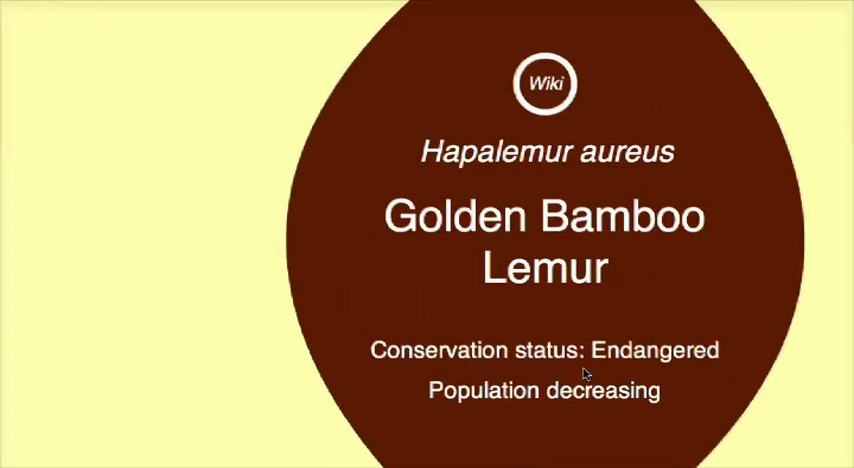 Wiki
Hapalemur aureus
Golden Bamboo
Lemur
Conservation status: Endangered
Population decreasing